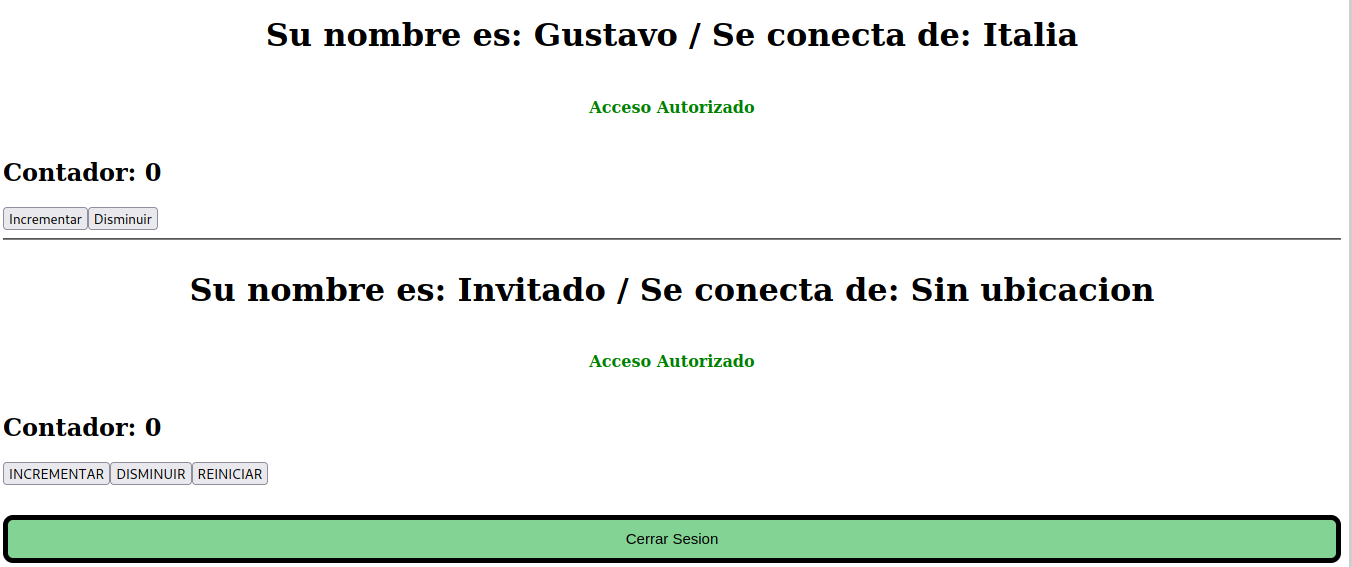 Su nombre es: Gustavo / Se conecta de: Italia
Acceso Autorizado
Contador: 0
Incrementar Disminuir
Su nombre es: Invitado / Se conecta de: Sin ubicacion
Acceso Autorizado
Contador: 0
INCREMENTAR DISMINUIR REINICIAR
Cerrar Sesion